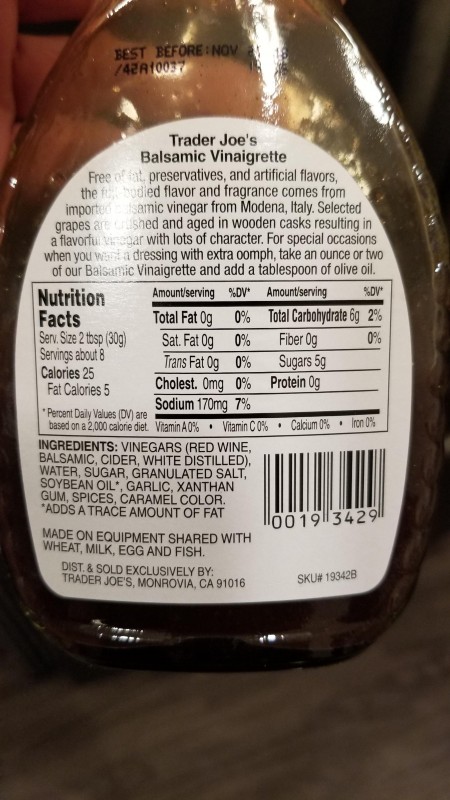 BEST BEFORE:NOV
/42A10037
Trader Joe's
Balsamic Vinaigrette
Free of fat, preservatives, and artificial flavors,
the full bodied flavor and fragrance comes from
imported balsamic vinegar from Modena, Italy. Selected
grapes are crushed and aged in wooden casks resulting in
a flavorful vinegar with lots of character. For special occasions
when you want a dressing with extra oomph, take an ounce or two
of our Balsamic Vinaigrette and add a tablespoon of olive oil.
Nutrition
Facts
Serv. Size 2 tbsp (30g)
Servings about 8
Calories 25
Fat Calories 5
* Percent Daily Values (DV) are
based on a 2,000 calorie diet.
Amount/serving %DV* Amount/serving %DV*
Total Fat 0g 0% Total Carbohydrate 6g 2%
Sat. Fat 0g 0% Fiber 0g 0%
Trans Fat 0g 0% Sugars 5g
Cholest. 0mg 0% Protein 0g
Sodium 170mg 7%
Vitamin A 0% • Vitamin C 0% • Calcium 0% • Iron 0%
INGREDIENTS: VINEGARS (RED WINE,
BALSAMIC, CIDER, WHITE DISTILLED),
WATER, SUGAR, GRANULATED SALT,
SOYBEAN OIL*, GARLIC, XANTHAN
GUM, SPICES, CARAMEL COLOR.
*ADDS A TRACE AMOUNT OF FAT
0019 3429
MADE ON EQUIPMENT SHARED WITH
WHEAT, MILK, EGG AND FISH.
DIST. & SOLD EXCLUSIVELY BY:
TRADER JOE'S, MONROVIA, CA 91016
SKU# 19342B